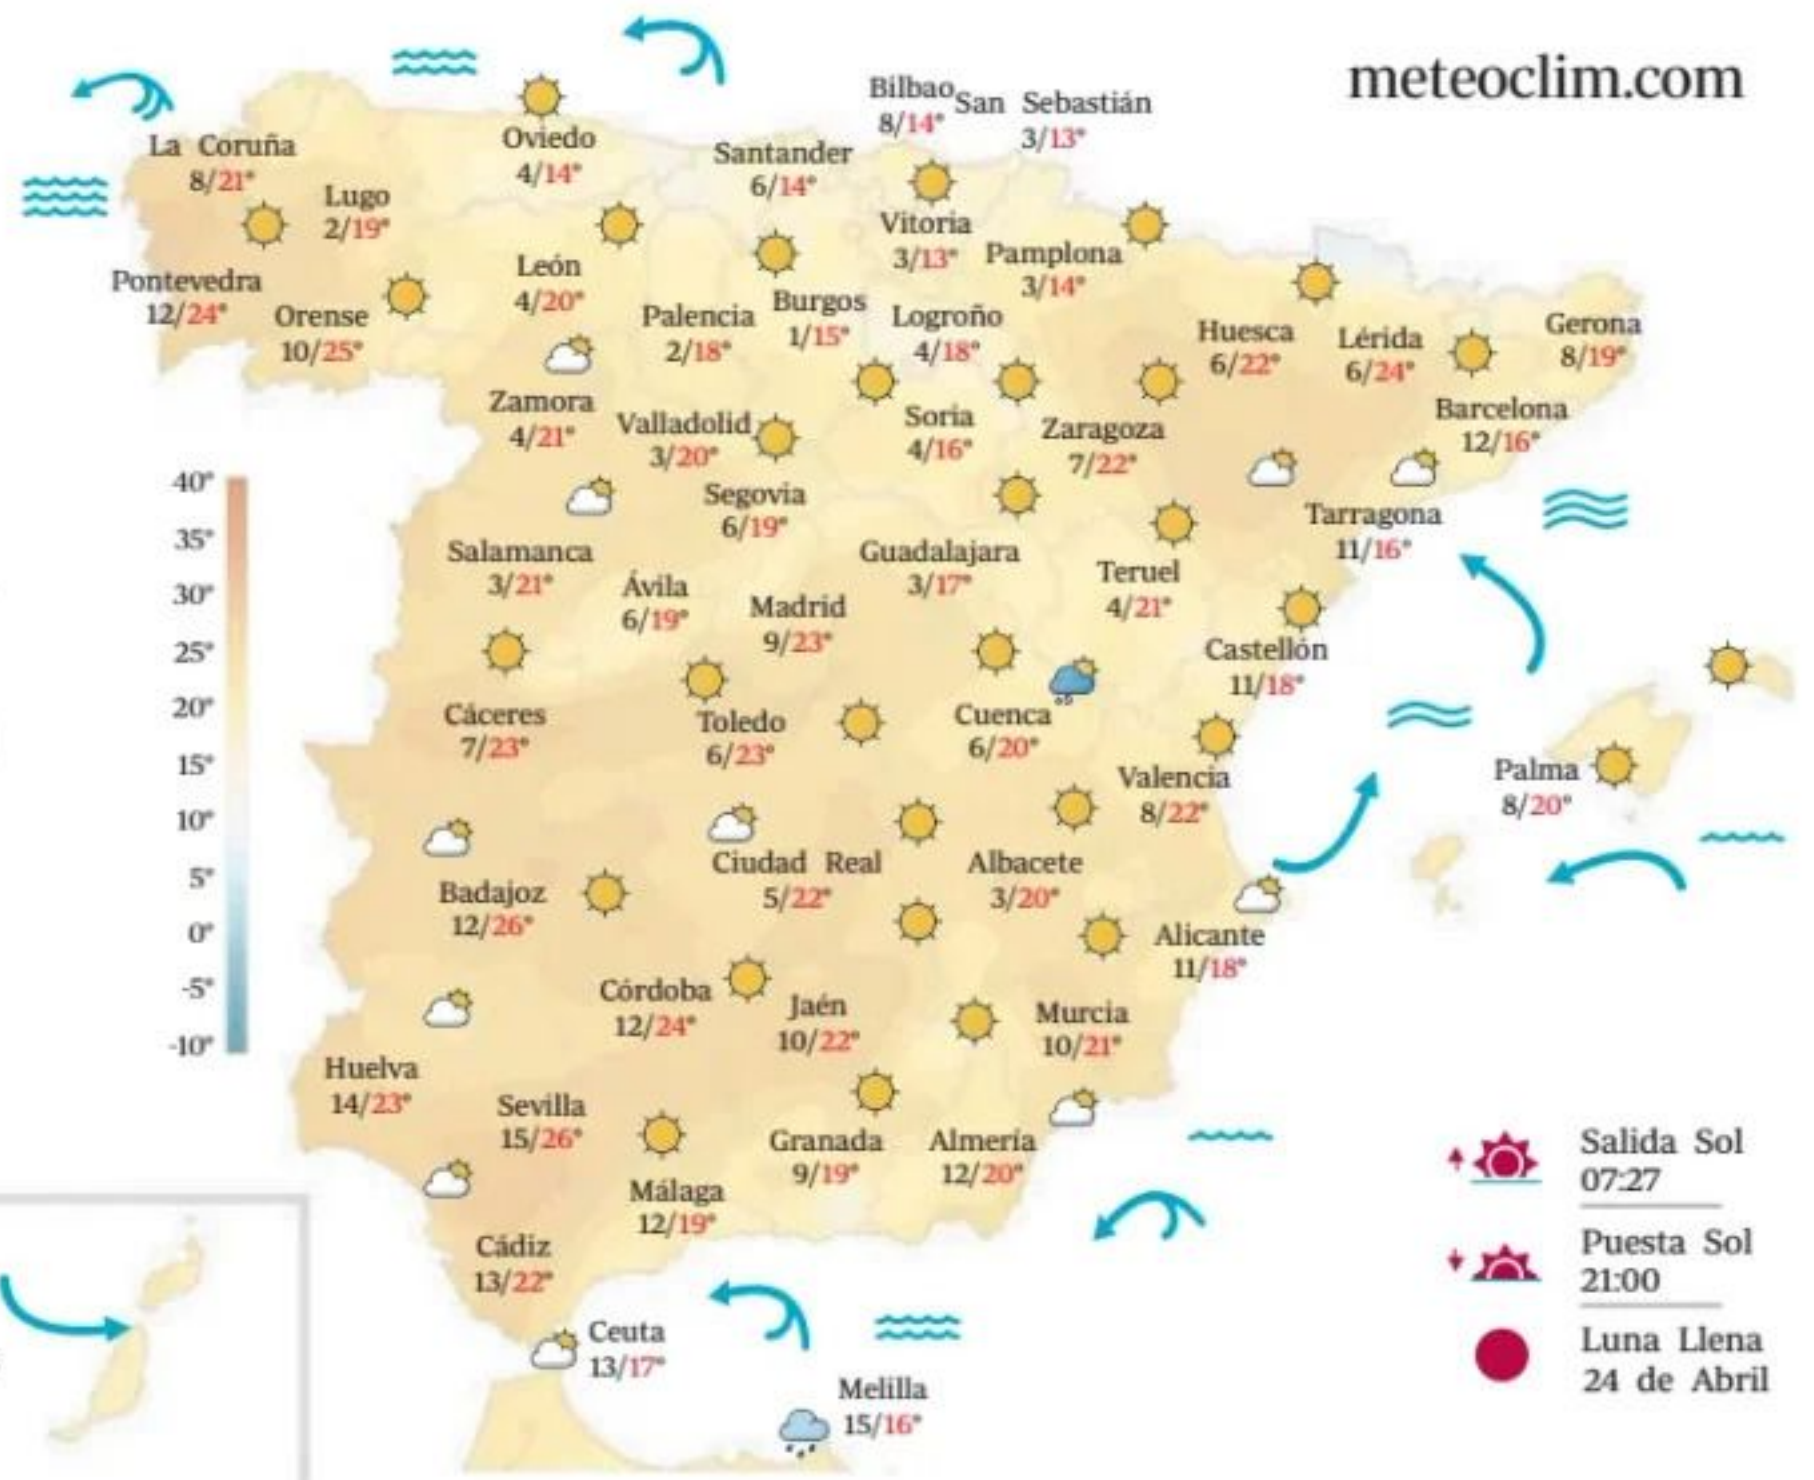 meteoclim.com
Bilbao
8/14°
San Sebastián
3/13°
La Coruña
8/21°
Oviedo
4/14°
Santander
6/14°
Lugo
2/19°
Vitoria
3/13°
Pamplona
3/14°
Pontevedra
12/24°
Orense
10/25°
León
4/20°
Palencia
2/18°
Burgos
1/15°
Logroño
4/18°
Huesca
6/22°
Lérida
6/24°
Gerona
8/19°
Zamora
4/21°
Valladolid
3/20°
Soria
4/16°
Zaragoza
7/22°
Barcelona
12/16°
Segovia
6/19°
Tarragona
11/16°
Salamanca
3/21°
Ávila
6/19°
Madrid
9/23°
Guadalajara
3/17°
Teruel
4/21°
Castellón
11/18°
Cáceres
7/23°
Toledo
6/23°
Cuenca
6/20°
Valencia
8/22°
Palma
8/20°
Badajoz
12/26°
Ciudad Real
5/22°
Albacete
3/20°
Alicante
11/18°
Córdoba
12/24°
Jaén
10/22°
Murcia
10/21°
Huelva
14/23°
Sevilla
15/26°
Granada
9/19°
Almería
12/20°
Málaga
12/19°
Cádiz
13/22°
Ceuta
13/17°
Melilla
15/16°
40°
35°
30°
25°
20°
15°
10°
5°
0°
-5°
-10°
Salida Sol
07:27
Puesta Sol
21:00
Luna Llena
24 de Abril